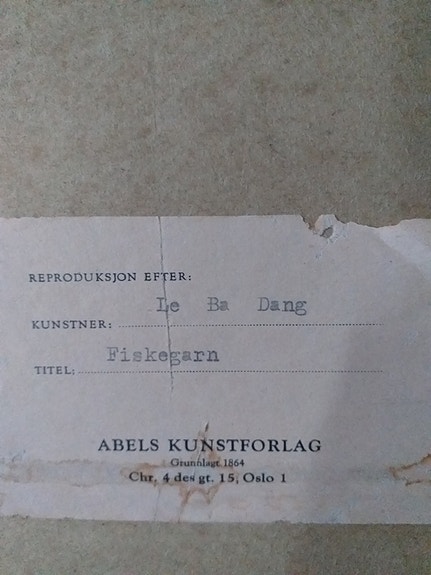 REPRODUKSJON EFTER:
Le Ba Dang
KUNSTNER:
Fiskegarn
TITEL:
ABELS KUNSTFORLAG
Grunnlagt 1864
Chr. 4 des gt. 15, Oslo 1